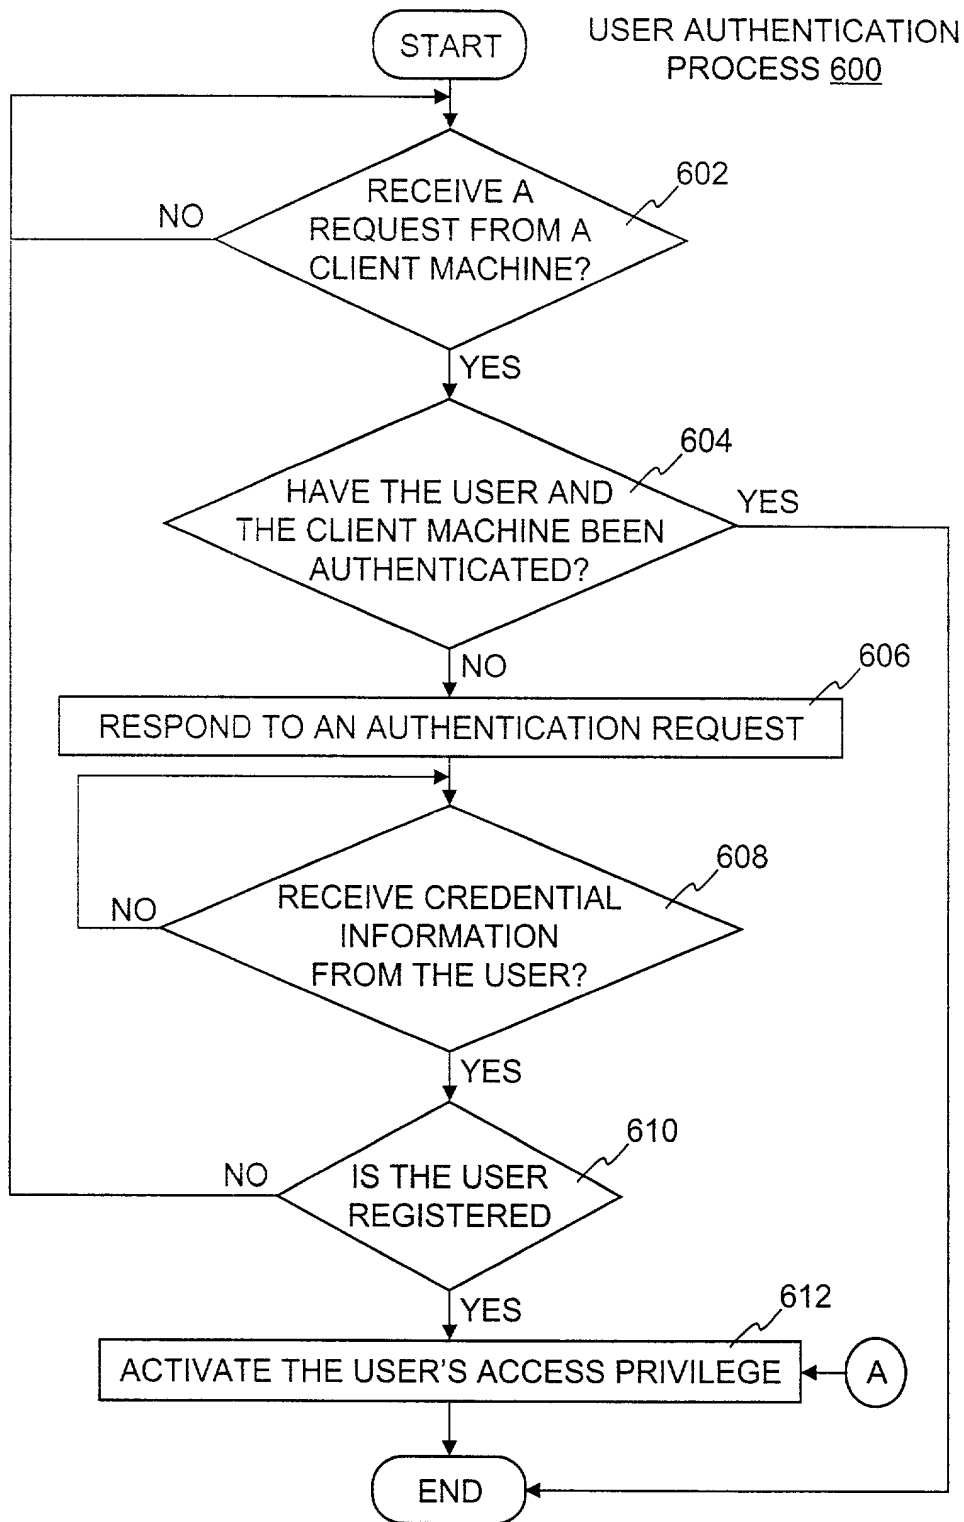 START
USER AUTHENTICATION
PROCESS 600
RECEIVE A
REQUEST FROM A
CLIENT MACHINE?
602
NO
YES
HAVE THE USER AND
THE CLIENT MACHINE BEEN
AUTHENTICATED?
604
YES
NO
606
RESPOND TO AN AUTHENTICATION REQUEST
608
RECEIVE CREDENTIAL
INFORMATION
FROM THE USER?
NO
YES
610
NO
IS THE USER
REGISTERED
YES
612
ACTIVATE THE USER'S ACCESS PRIVILEGE
A
END